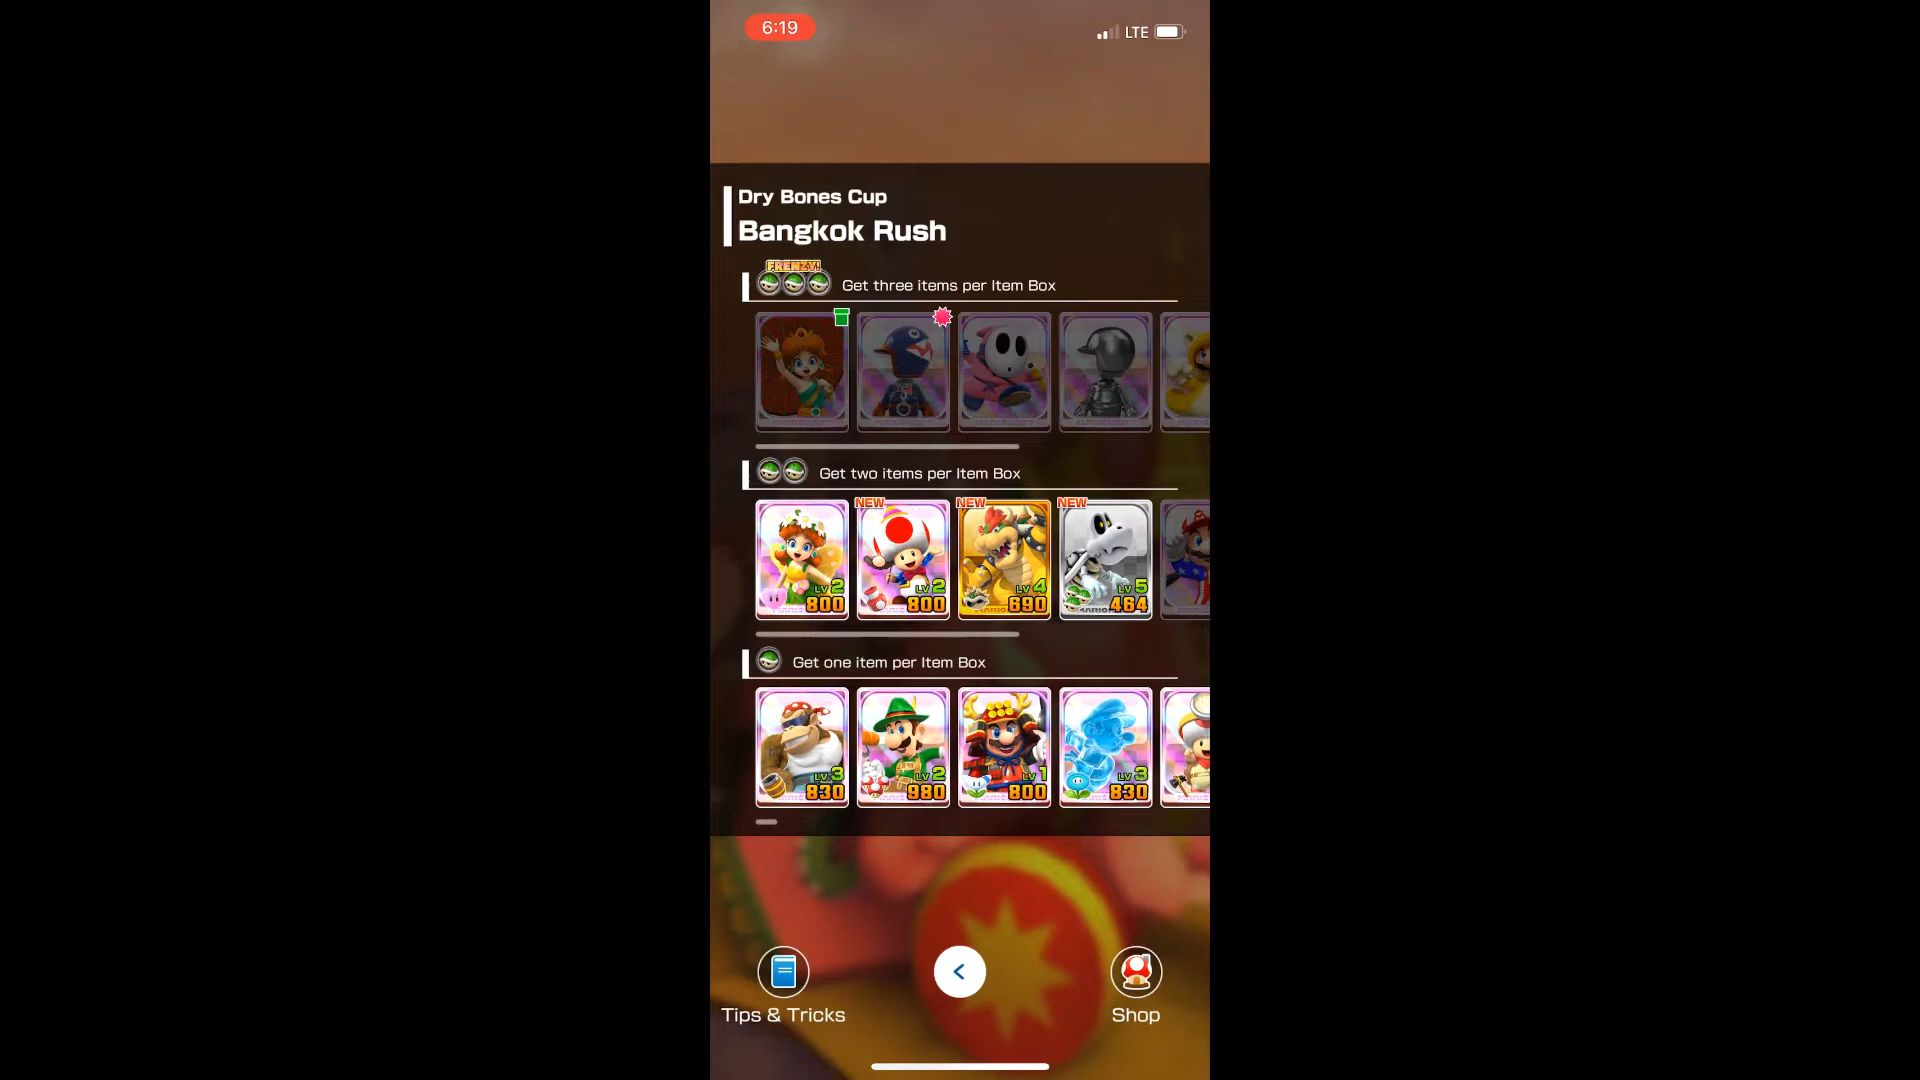 6:19
LTE
Dry Bones Cup
Bangkok Rush
FRENZY!
Get three items per Item Box
Get two items per Item Box
NEW NEW NEW
LV 2 LV 2 LV 4 LV 5
800 800 690 464
Get one item per Item Box
LV 3 LV 2 LV 1 LV 3
830 980 800 830
Tips & Tricks
<
Shop